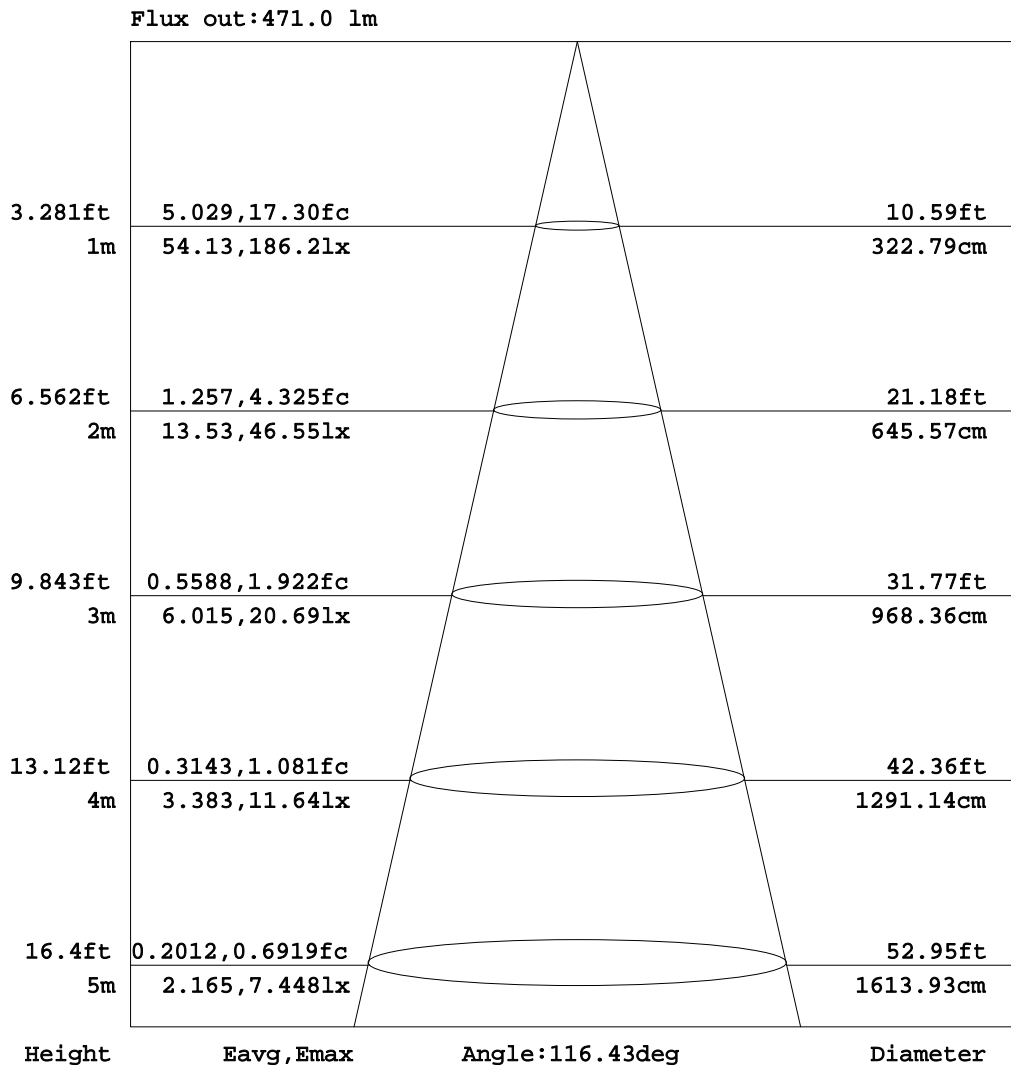 Flux out:471.0 lm
3.281ft 5.029,17.30fc 10.59ft
1m 54.13,186.2lx 322.79cm
6.562ft 1.257,4.325fc 21.18ft
2m 13.53,46.55lx 645.57cm
9.843ft 0.5588,1.922fc 31.77ft
3m 6.015,20.69lx 968.36cm
13.12ft 0.3143,1.081fc 42.36ft
4m 3.383,11.64lx 1291.14cm
16.4ft 0.2012,0.6919fc 52.95ft
5m 2.165,7.448lx 1613.93cm
Height Eavg,Emax Angle:116.43deg Diameter